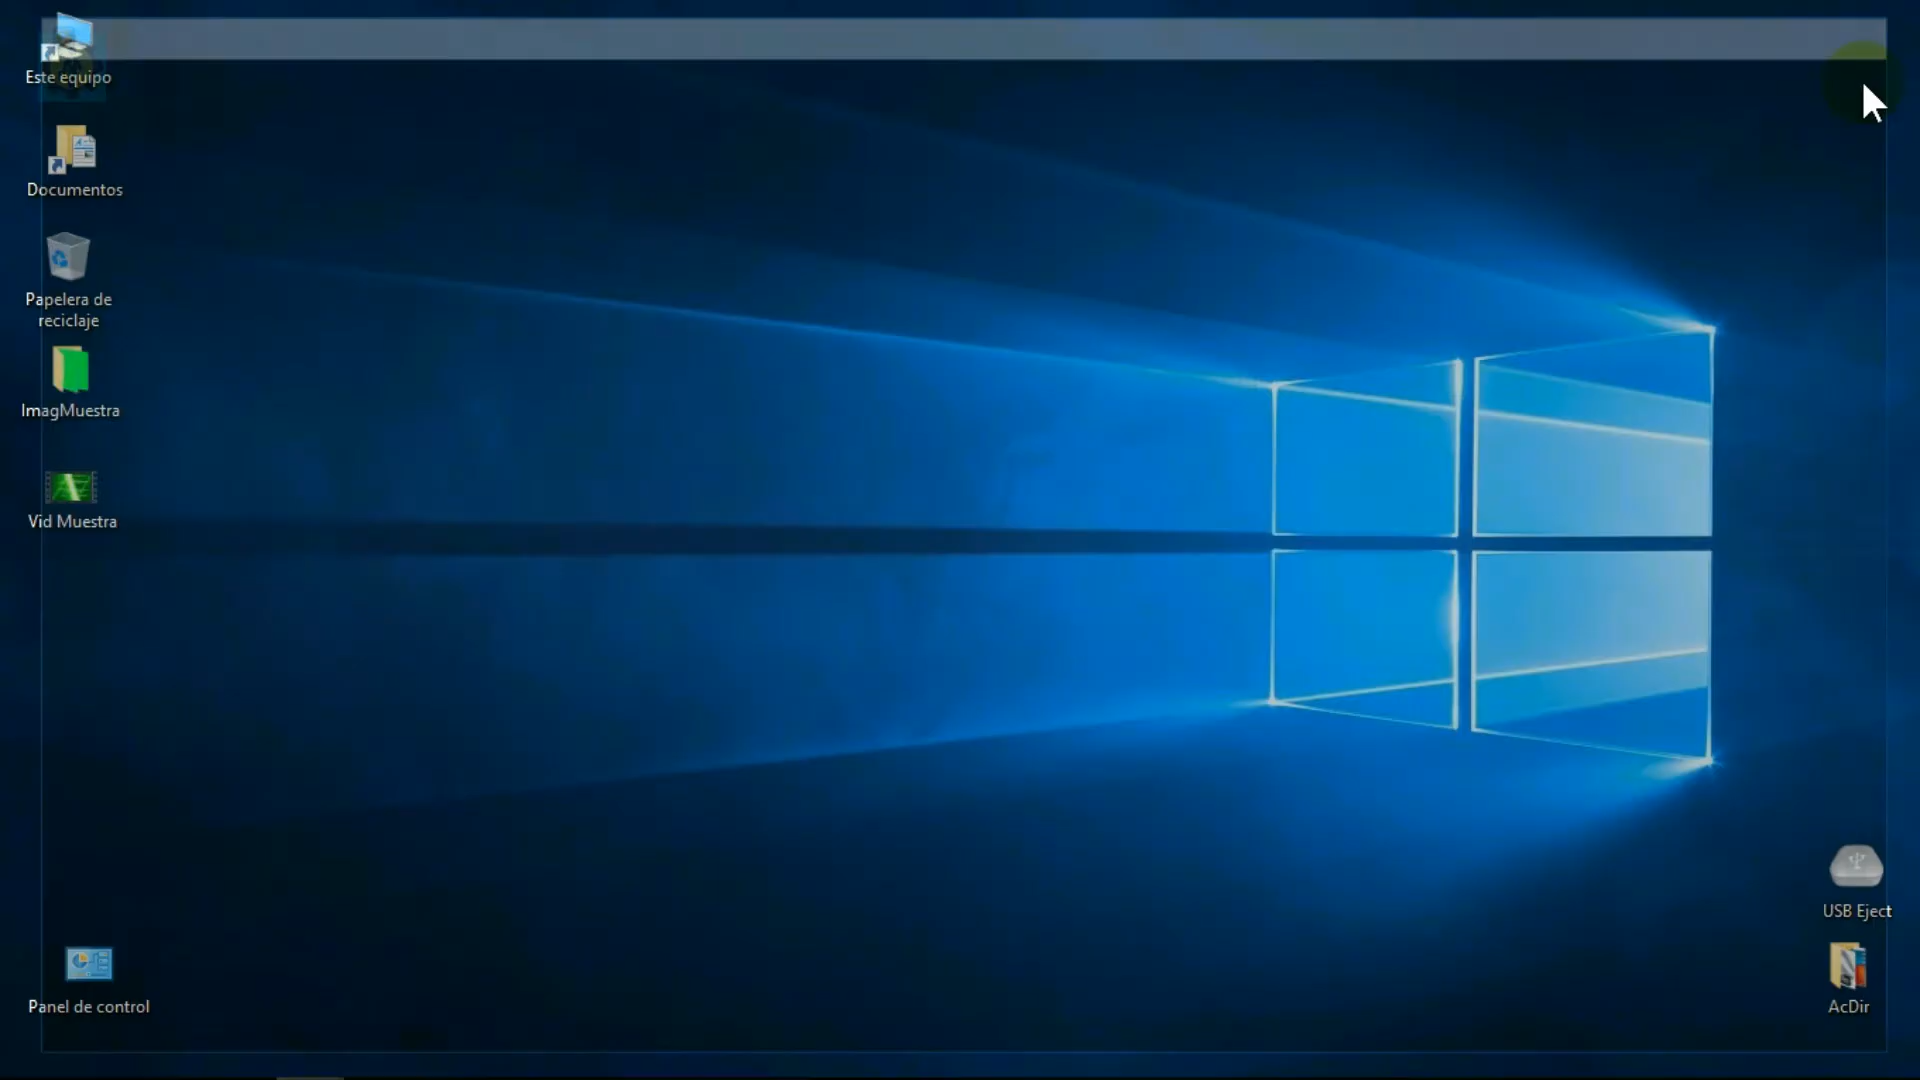 Este equipo
Documentos
Papelera de
reciclaje
ImagMuestra
Vid Muestra
Panel de control
USB Eject
AcDir